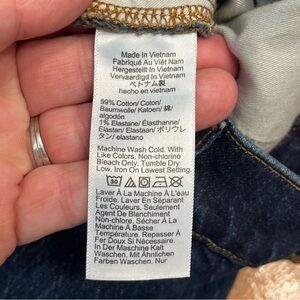 Made In Vietnam
Fabriqué Au Viêt Nam
Hergestellt In Vietnam
Vervaardigd In Vietnam
ベトナム製
hecho en vietnam
99% Cotton/ Coton/
Baumwolle/ Katoen/ 綿/
algodón
1% Elastane/ Élasthanne/
Elastan/ Elastaan/ ポリウレ
タン/ elastano
Machine Wash Cold. With
Like Colors. Non-chlorine
Bleach Only. Tumble Dry
Low. Iron On Lowest Setting.
30
Laver À La Machine À L'Eau
Froide. Laver En Séparant
Les Couleurs. Seulement
Agent De Blanchiment
Non-chloré. Sécher À La
Machine À Basse
Température. Repasser À
Fer Doux Si Nécessaire.
In Der Maschine Kalt
Waschen, Mit Ähnlichen
Farben Waschen, Nur